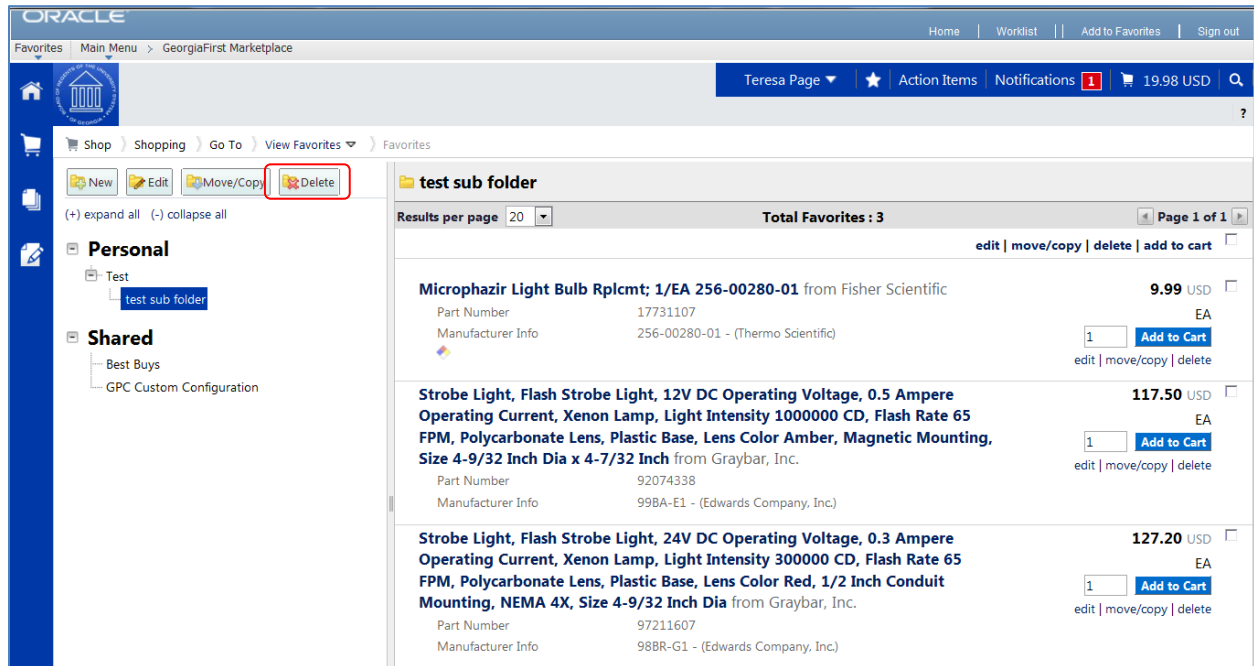 ORACLE
Home | Worklist || Add to Favorites | Sign out
Favorites Main Menu > GeorgiaFirst Marketplace
Teresa Page Action Items Notifications 1 19.98 USD
?
Shop Shopping Go To View Favorites Favorites
New Edit Move/Copy Delete
(+) expand all (-) collapse all
Personal
Test
test sub folder
Shared
Best Buys
GPC Custom Configuration
test sub folder
Results per page 20 Total Favorites : 3 Page 1 of 1
edit | move/copy | delete | add to cart
Microphazir Light Bulb Rplcmt; 1/EA 256-00280-01 from Fisher Scientific 9.99 USD
Part Number 17731107 EA
Manufacturer Info 256-00280-01 - (Thermo Scientific) 1 Add to Cart
edit | move/copy | delete
Strobe Light, Flash Strobe Light, 12V DC Operating Voltage, 0.5 Ampere 117.50 USD
Operating Current, Xenon Lamp, Light Intensity 1000000 CD, Flash Rate 65 EA
FPM, Polycarbonate Lens, Plastic Base, Lens Color Amber, Magnetic Mounting, 1 Add to Cart
Size 4-9/32 Inch Dia x 4-7/32 Inch from Graybar, Inc. edit | move/copy | delete
Part Number 92074338
Manufacturer Info 99BA-E1 - (Edwards Company, Inc.)
Strobe Light, Flash Strobe Light, 24V DC Operating Voltage, 0.3 Ampere 127.20 USD
Operating Current, Xenon Lamp, Light Intensity 300000 CD, Flash Rate 65 EA
FPM, Polycarbonate Lens, Plastic Base, Lens Color Red, 1/2 Inch Conduit 1 Add to Cart
Mounting, NEMA 4X, Size 4-9/32 Inch Dia from Graybar, Inc. edit | move/copy | delete
Part Number 97211607
Manufacturer Info 98BR-G1 - (Edwards Company, Inc.)